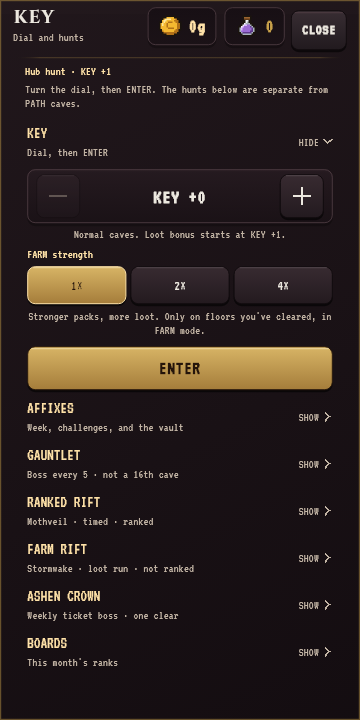 KEY
Dial and hunts
0g
0
CLOSE
Hub hunt · KEY +1
Turn the dial, then ENTER. The hunts below are separate from
PATH caves.
KEY
Dial, then ENTER
HIDE
KEY +0
Normal caves. Loot bonus starts at KEY +1.
FARM strength
1X
2X
4X
Stronger packs, more loot. Only on floors you've cleared, in
FARM mode.
ENTER
AFFIXES
Week, challenges, and the vault
SHOW
GAUNTLET
Boss every 5 · not a 16th cave
SHOW
RANKED RIFT
Mothveil · timed · ranked
SHOW
FARM RIFT
Stormwake · loot run · not ranked
SHOW
ASHEN CROWN
Weekly ticket boss · one clear
SHOW
BOARDS
This month's ranks
SHOW